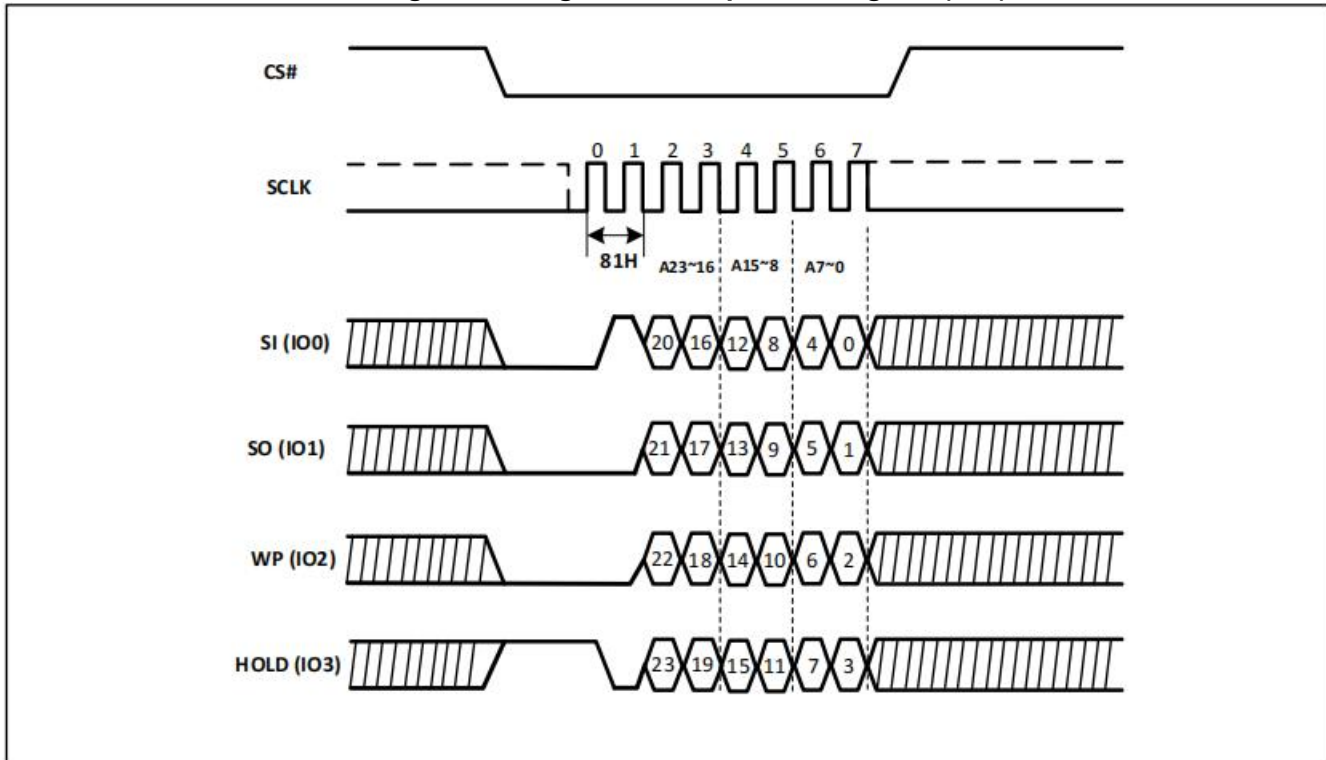 CS#
0 1 2 3 4 5 6 7
SCLK
81H A23~16 A15~8 A7~0
SI (IO0) 20 16 12 8 4 0
SO (IO1) 21 17 13 9 5 1
WP (IO2) 22 18 14 10 6 2
HOLD (IO3) 23 19 15 11 7 3